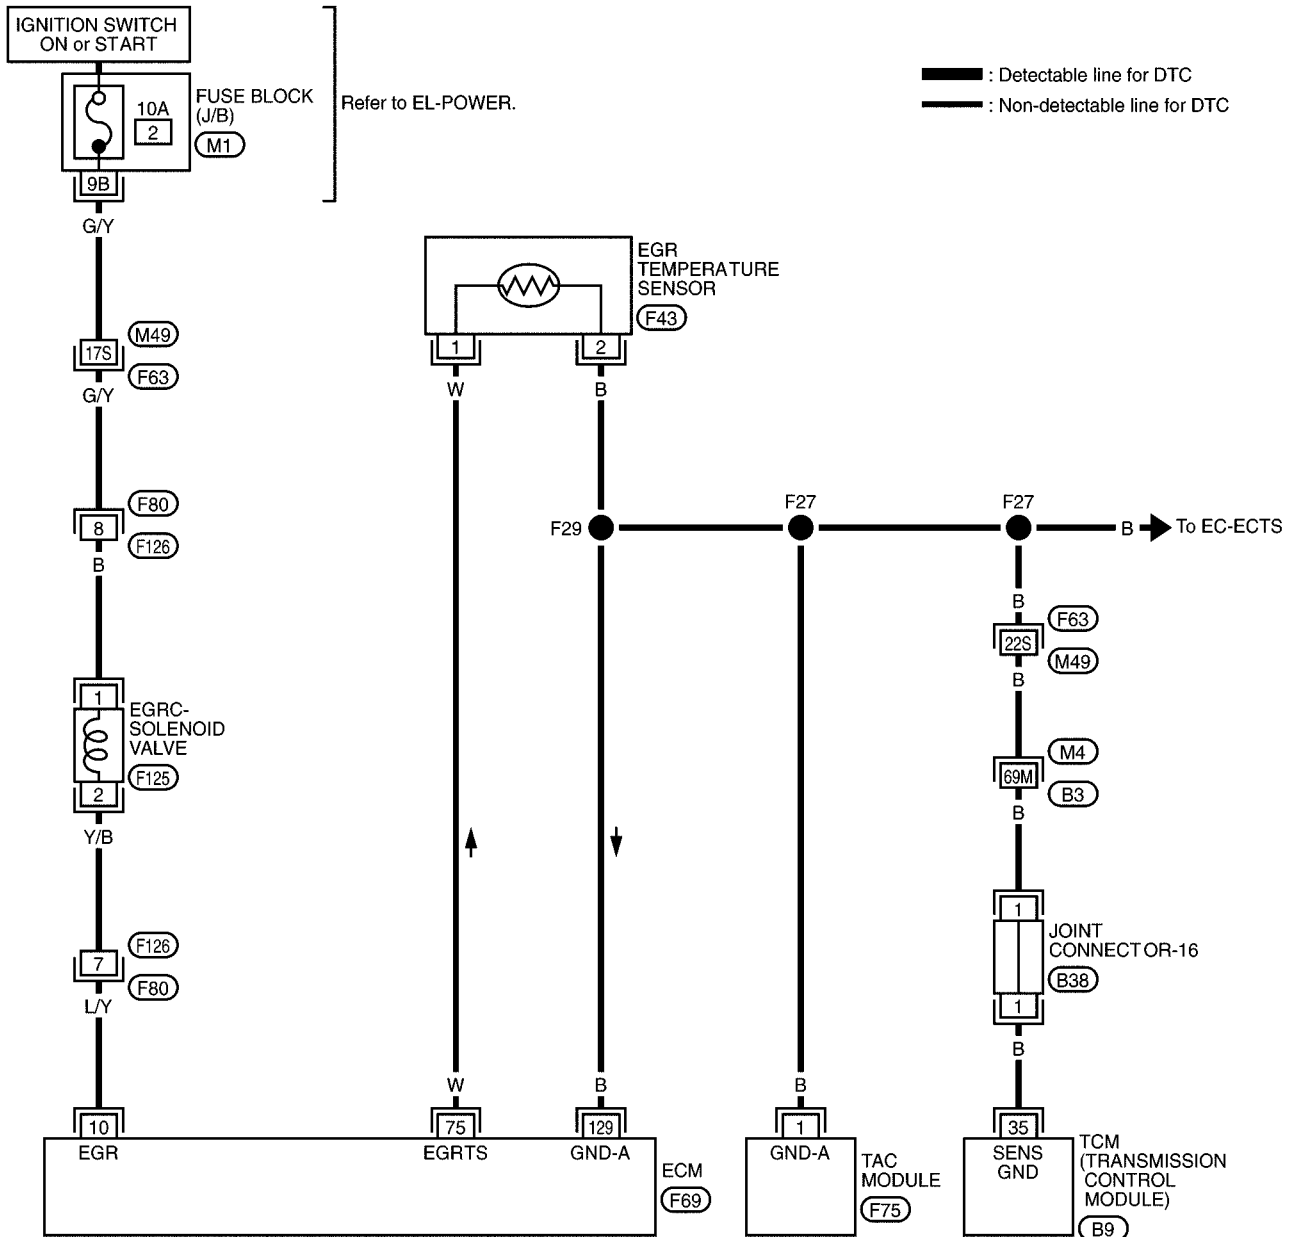 IGNITION SWITCH
ON or START
FUSE BLOCK
(J/B)
M1
10A
2
9B
Refer to EL-POWER.
: Detectable line for DTC
: Non-detectable line for DTC
G/Y
M49
17S
F63
G/Y
F80
8
F126
B
1
EGRC-
SOLENOID
VALVE
F125
2
Y/B
F126
7
F80
L/Y
EGR
TEMPERATURE
SENSOR
F43
1
2
W
B
F29
F27
F27
B
To EC-ECTS
B
F63
22S
M49
B
M4
69M
B3
B
1
JOINT
CONNECTOR-16
B38
1
B
W
B
B
10
75
129
1
35
EGR
EGRTS
GND-A
ECM
F69
GND-A
TAC
MODULE
F75
SENS
GND
TCM
(TRANSMISSION
CONTROL
MODULE)
B9